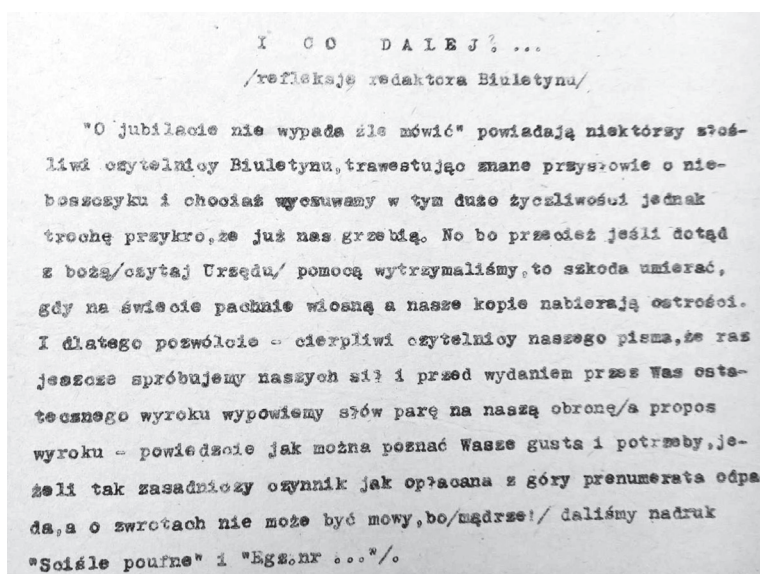 I CO DALEJ?...
/refleksje redaktora Biuletynu/
"O jubilacie nie wypada źle mówić" powiadają niektórzy złoś-
liwi czytelnicy Biuletynu,trawestując znane przysłowie o nie-
boszczyku i chociaż wyczuwamy w tym dużo życzliwości jednak
trochę przykro,że już nas grzebią. No bo przecież jeśli dotąd
z bożą/czytaj Urzędu/ pomocą wytrzymaliśmy,to szkoda umierać,
gdy na świecie pachnie wiosną a nasze kopie nabierają ostrości.
I dlatego pozwólcie - cierpliwi czytelnicy naszego pisma,że raz
jeszcze spróbujemy naszych sił i przed wydaniem przez Was osta-
tecznego wyroku wypowiemy słów parę na naszą obronę/a propos
wyroku - powiedzcie jak można poznać Wasze gusta i potrzeby,je-
żeli tak zasadniczy czynnik jak opłacana z góry prenumerata odpa
da,a o zwrotach nie może być mowy,bo/mądrze!/ daliśmy nadruk
"Sciśle poufne" i "Egz.nr ..."/.